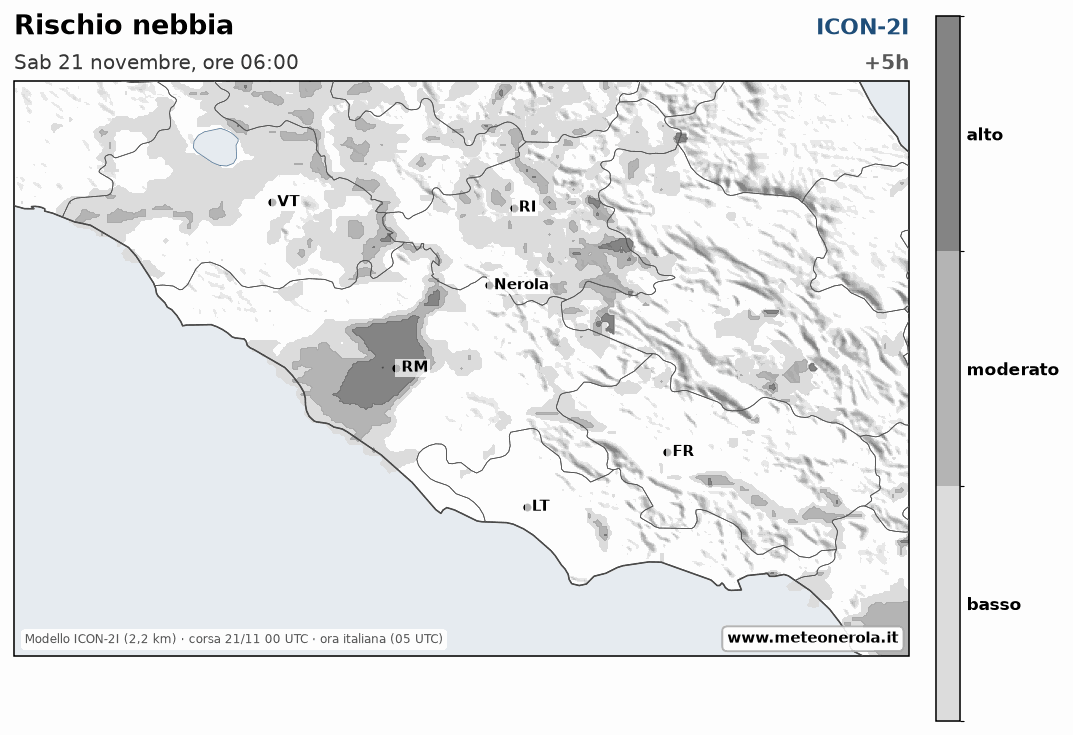 Rischio nebbia
ICON-2I
Sab 21 novembre, ore 06:00
+5h
alto
VT
RI
Nerola
RM
moderato
FR
LT
basso
Modello ICON-2I (2,2 km) · corsa 21/11 00 UTC · ora italiana (05 UTC)
www.meteonerola.it